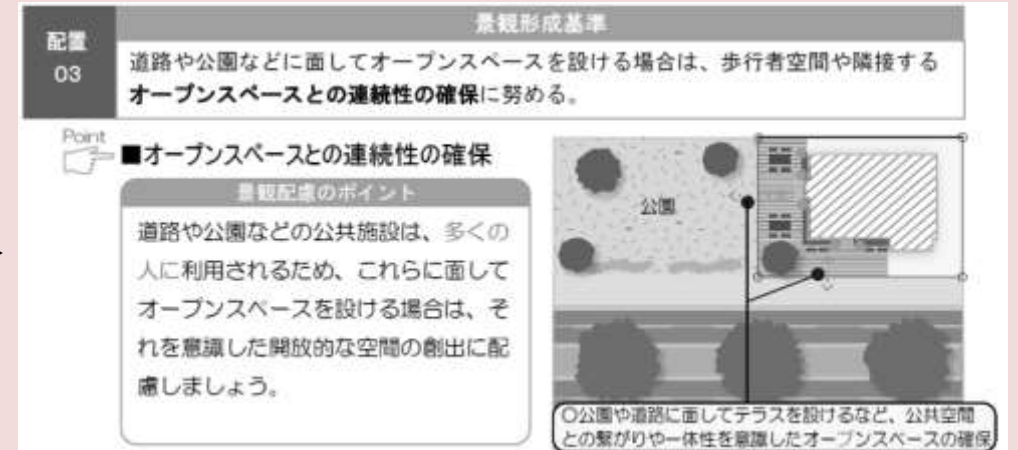 配置
03
景観形成基準
道路や公園などに面してオープンスペースを設ける場合は、歩行者空間や隣接する
オープンスペースとの連続性の確保に努める。
Point
■オープンスペースとの連続性の確保
景観配慮のポイント
道路や公園などの公共施設は、多くの
人に利用されるため、これらに面して
オープンスペースを設ける場合は、そ
れを意識した開放的な空間の創出に配
慮しましょう。
公園
〇公園や道路に面してテラスを設けるなど、公共空間
との繋がりや一体性を意識したオープンスペースの確保